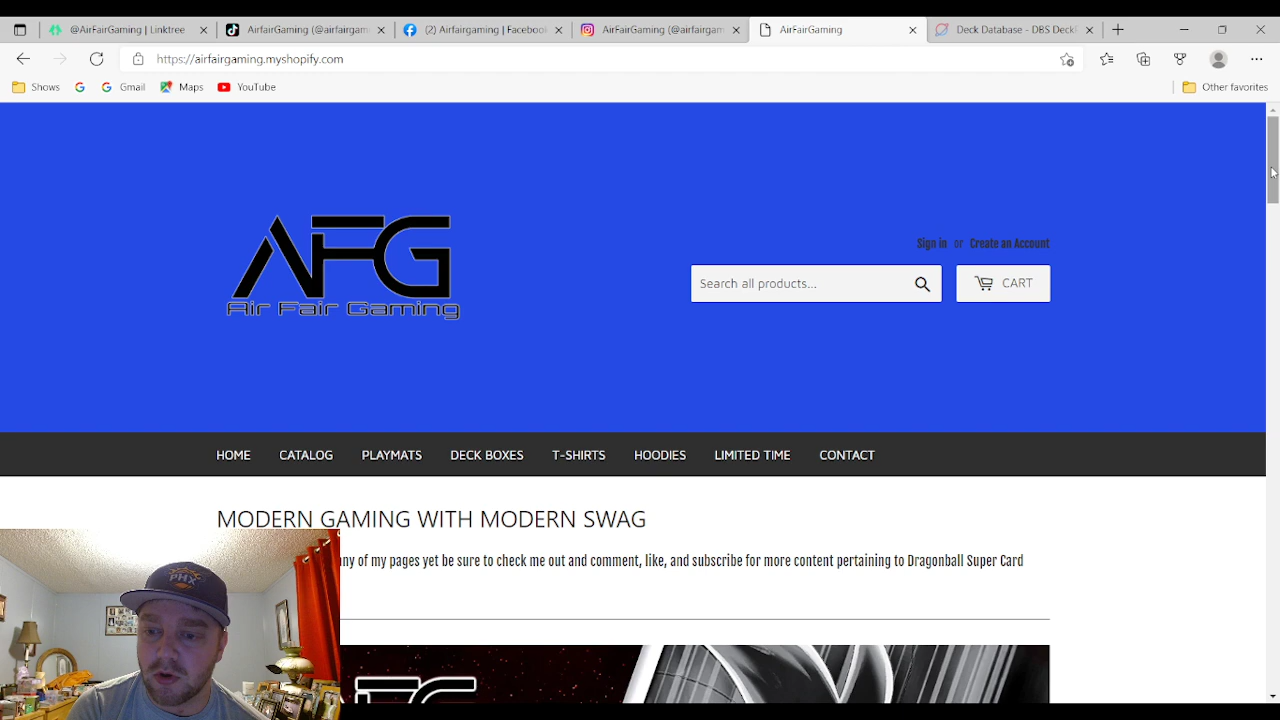 @AirFairGaming | Linktree
AirFairGaming (@airfairgam
(2) Airfairgaming | Facebook
AirFairGaming (@airfairgam
AirFairGaming
Deck Database - DBS Deck
https://airfairgaming.myshopify.com
Shows
Gmail
Maps
YouTube
Other favorites
AFG
Air Fair Gaming
Sign in or Create an Account
Search all products...
CART
HOME
CATALOG
PLAYMATS
DECK BOXES
T-SHIRTS
HOODIES
LIMITED TIME
CONTACT
MODERN GAMING WITH MODERN SWAG
any of my pages yet be sure to check me out and comment, like, and subscribe for more content pertaining to Dragonball Super Card
PHX
AFG